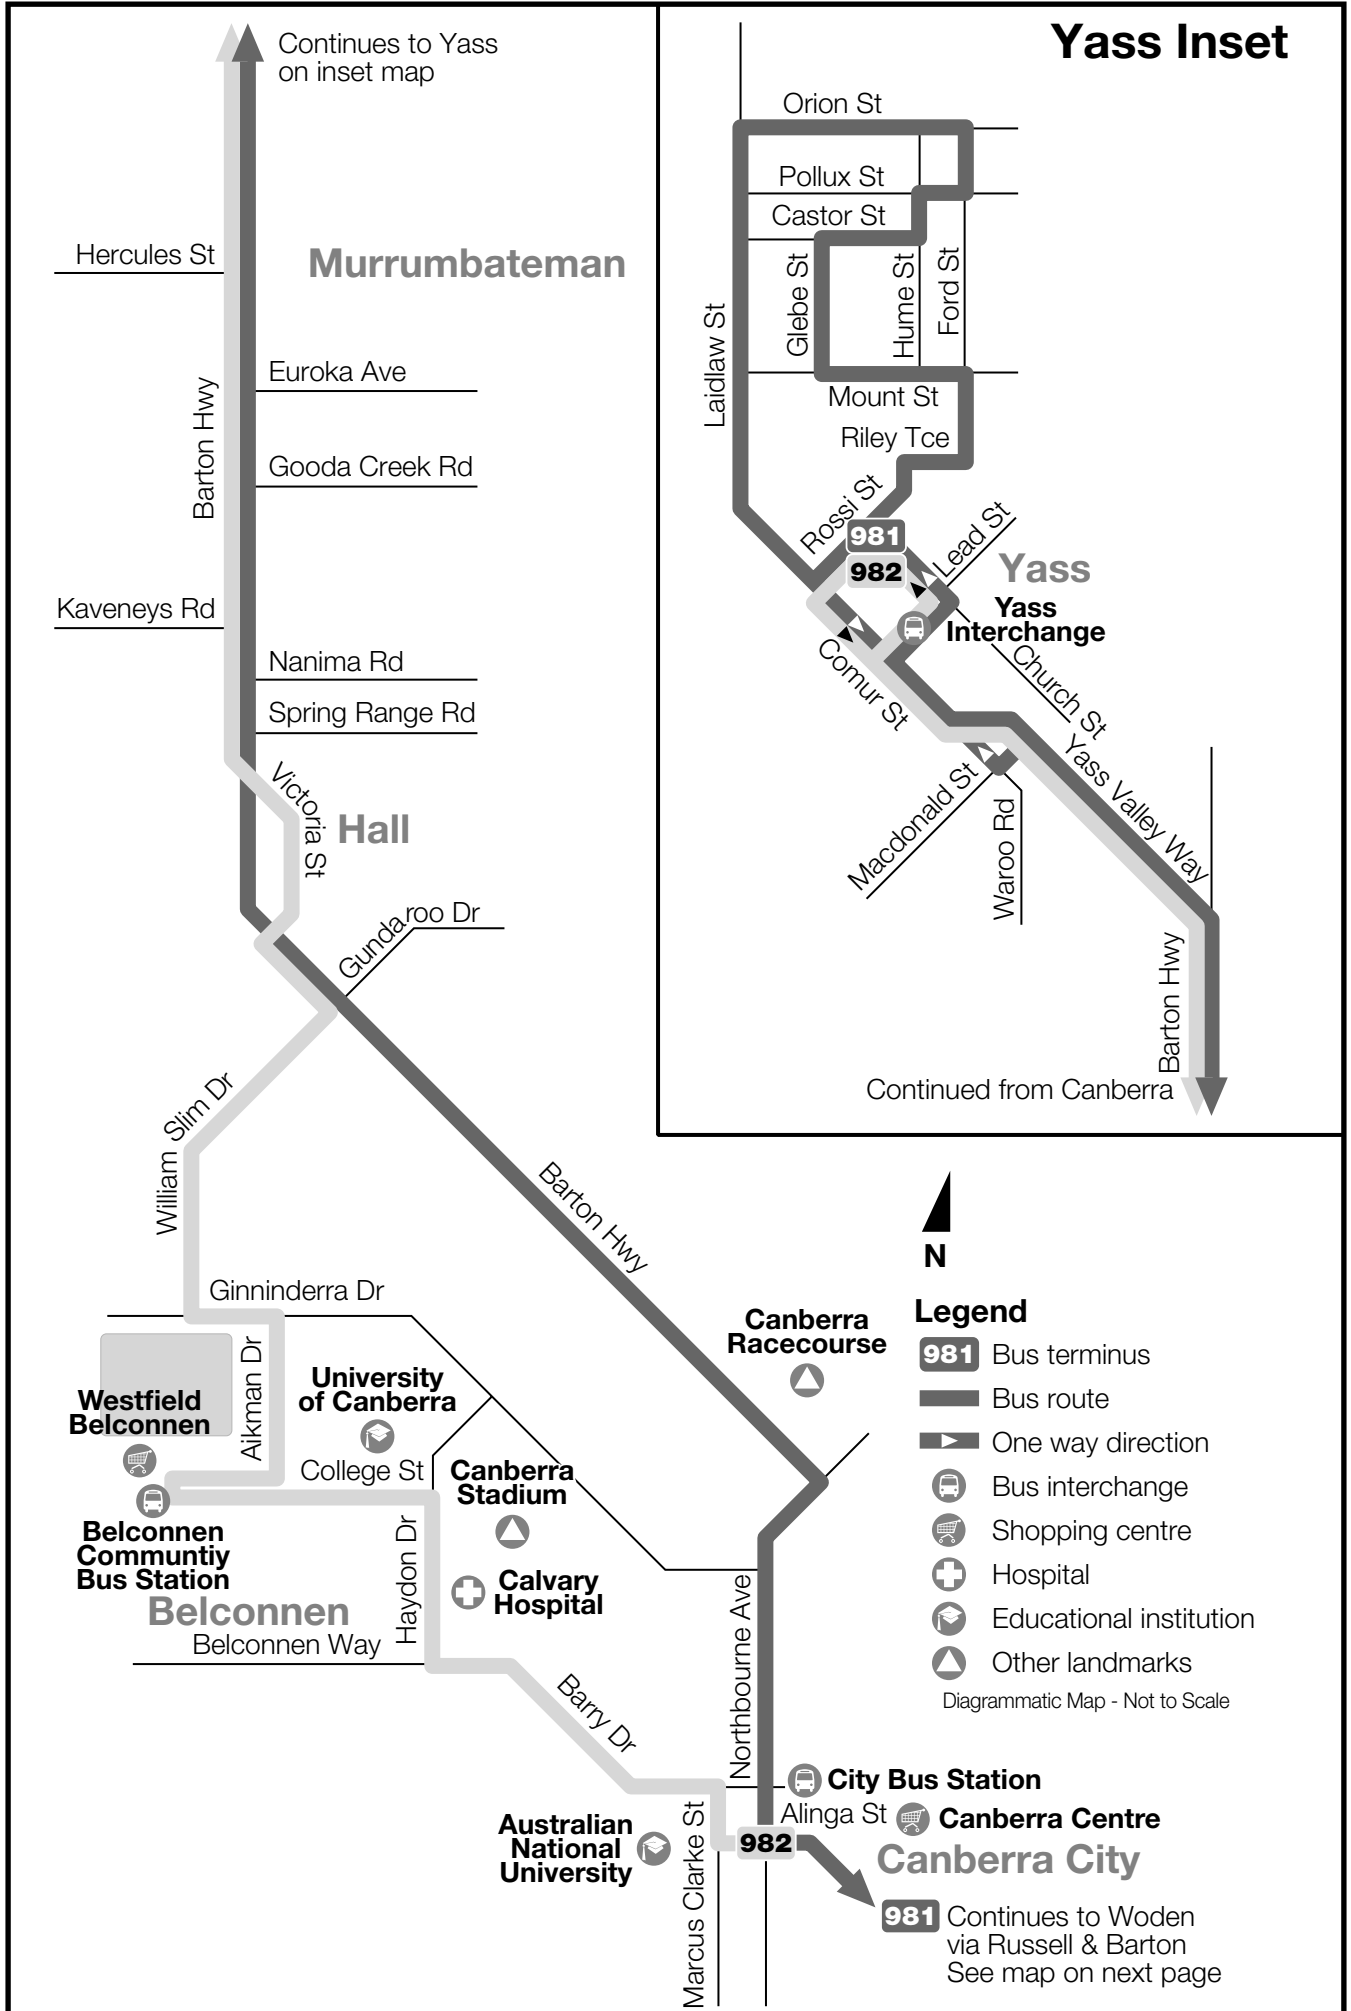 Continues to Yass
on inset map
Yass Inset
Orion St
Pollux St
Castor St
Glebe St
Hume St
Ford St
Laidlaw St
Mount St
Riley Tce
Rossi St
981
982
Lead St
Yass
Yass
Interchange
Church St
Comur St
Yass Valley Way
Macdonald St
Waroo Rd
Barton Hwy
Continued from Canberra
Hercules St
Murrumbateman
Euroka Ave
Barton Hwy
Gooda Creek Rd
Kaveneys Rd
Nanima Rd
Spring Range Rd
Victoria St
Hall
Gundaroo Dr
William Slim Dr
Barton Hwy
Ginninderra Dr
Aikman Dr
Westfield
Belconnen
University
of Canberra
College St
Canberra
Stadium
Canberra
Racecourse
Belconnen
Communtiy
Bus Station
Belconnen
Belconnen Way
Haydon Dr
Calvary
Hospital
Barry Dr
Northbourne Ave
City Bus Station
Alinga St
Canberra Centre
Canberra City
Australian
National
University
Marcus Clarke St
982
981
Continues to Woden
via Russell & Barton
See map on next page
N
Legend
981 Bus terminus
Bus route
One way direction
Bus interchange
Shopping centre
Hospital
Educational institution
Other landmarks
Diagrammatic Map - Not to Scale